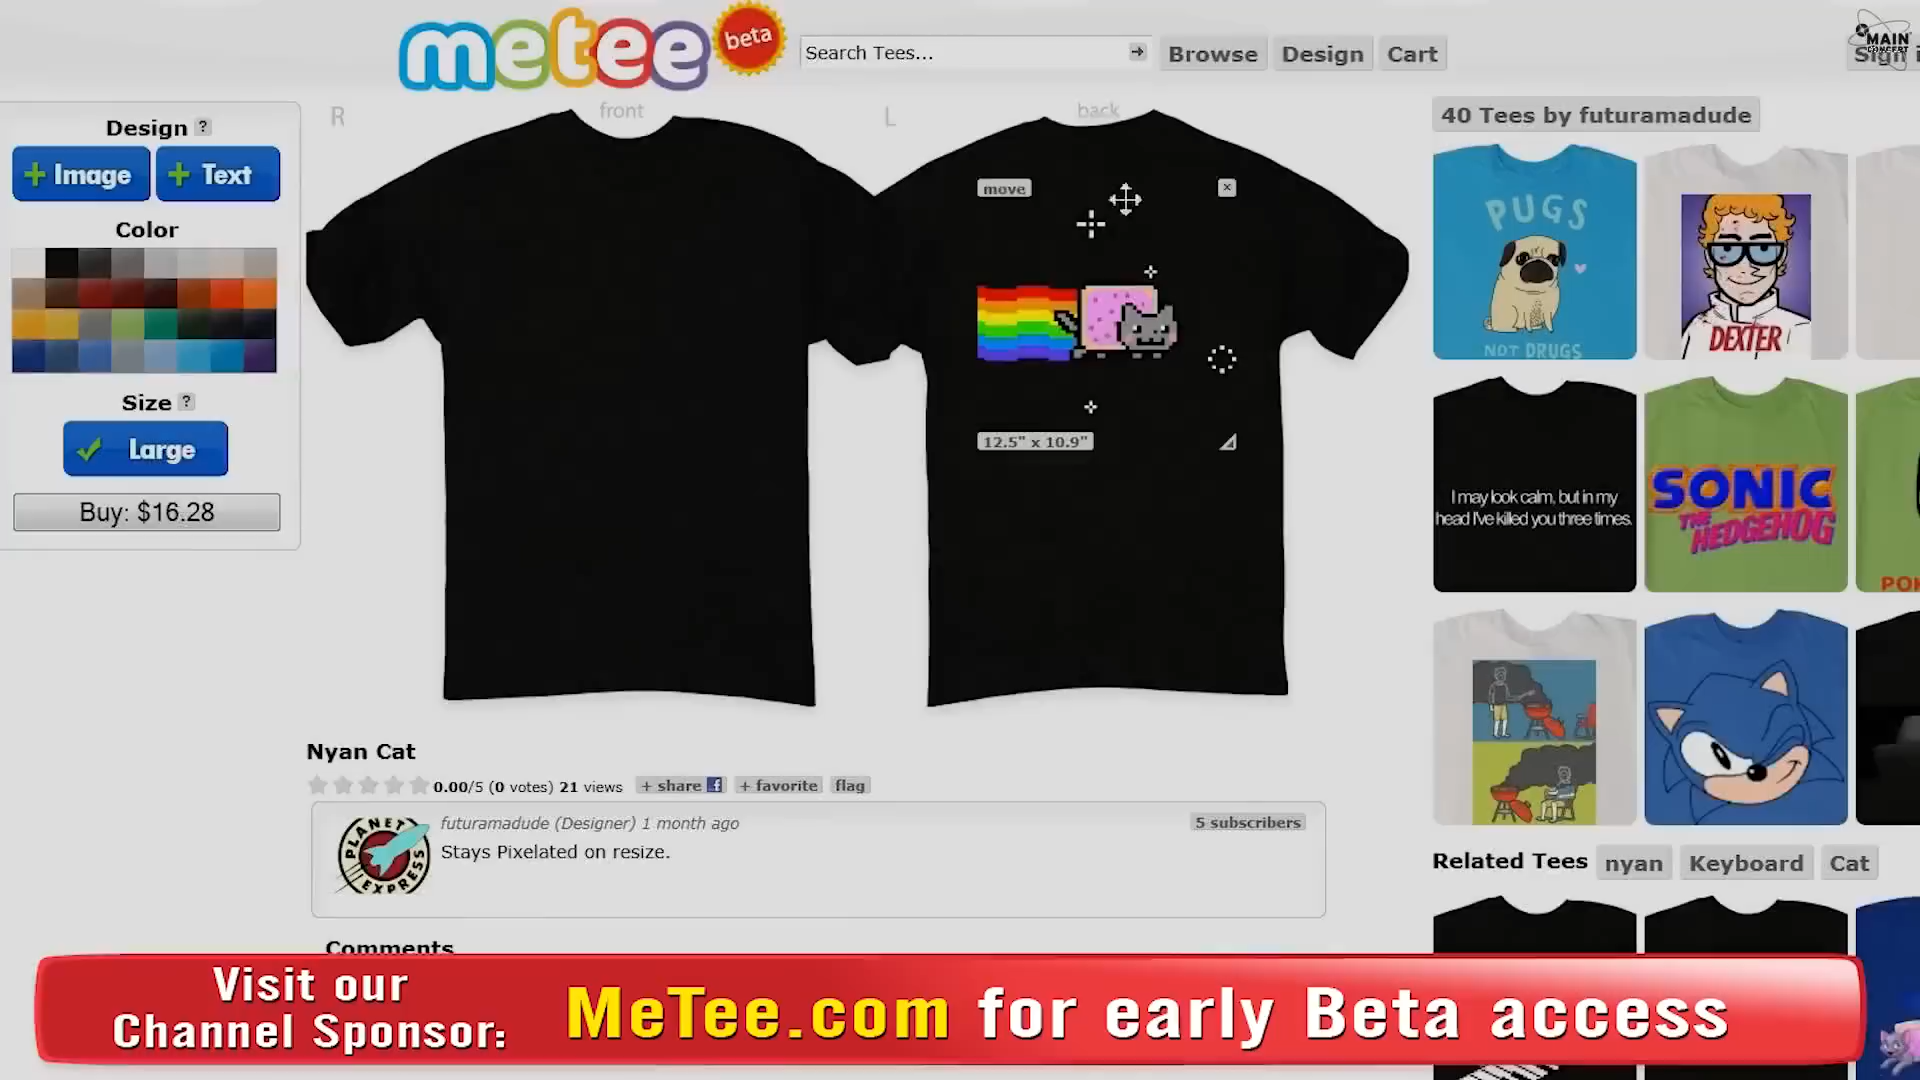 metee
beta
Search Tees...
Browse
Design
Cart
MAIN
CONCEPT
Sign
Design ?
+ Image
+ Text
Color
Size ?
Large
Buy: $16.28
R
front
L
back
move
12.5" x 10.9"
40 Tees by futuramadude
PUGS
NOT DRUGS
DEXTER
I may look calm, but in my
head I've killed you three times.
SONIC
THE
HEDGEHOG
Nyan Cat
0.00/5 (0 votes) 21 views
+ share f
+ favorite
flag
PLANET
EXPRESS
futuramadude (Designer) 1 month ago
5 subscribers
Stays Pixelated on resize.
Comments
Related Tees
nyan
Keyboard
Cat
Visit our
Channel Sponsor:
MeTee.com for early Beta access